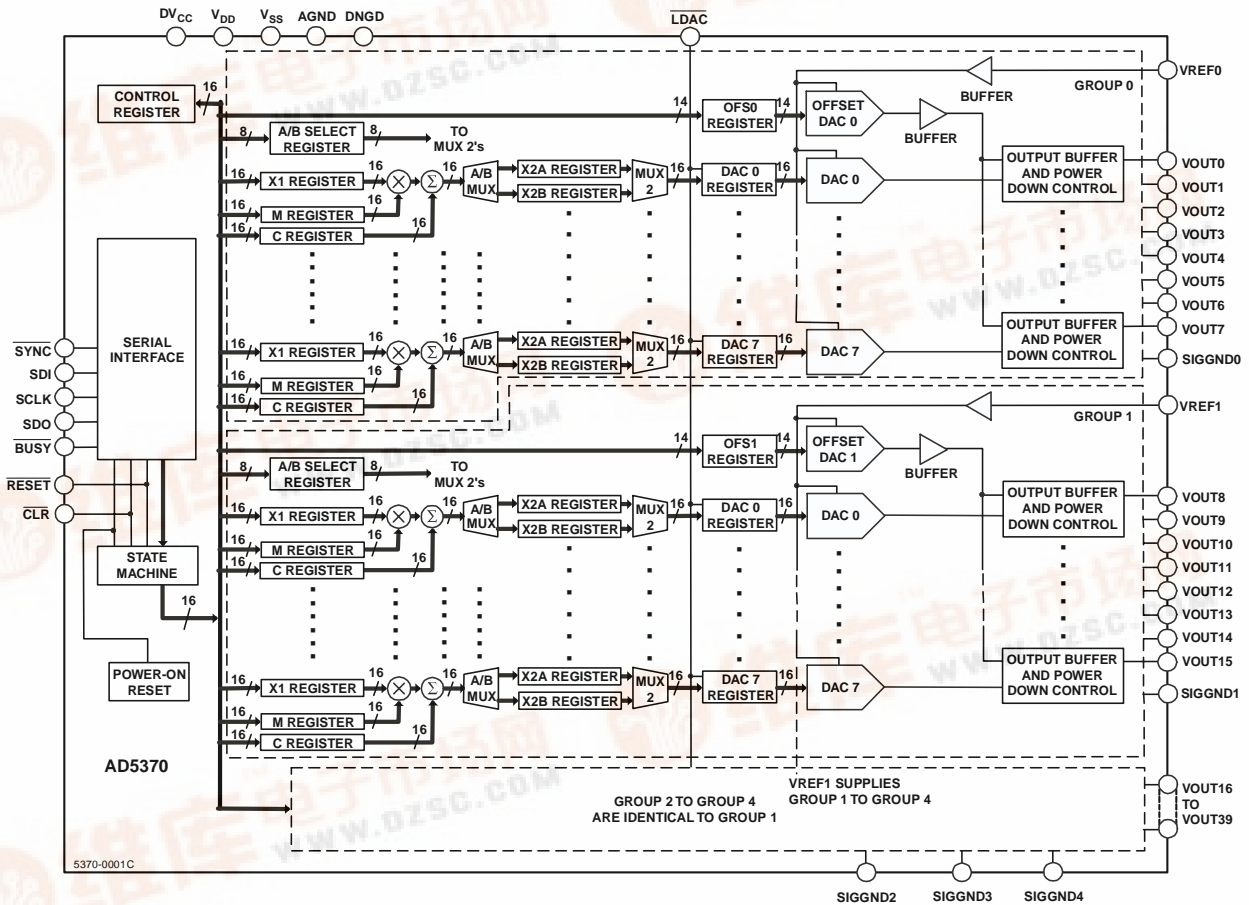 DVCC VDD VSS AGND DNGD LDAC
CONTROL
REGISTER
16
8
A/B SELECT
REGISTER
8
TO
MUX 2's
14
OFS0
REGISTER
14
OFFSET
DAC 0
BUFFER
BUFFER
GROUP 0
VREF0
16
X1 REGISTER
16
16
M REGISTER
16
16
C REGISTER
16
×
Σ
16
A/B
MUX
X2A REGISTER
X2B REGISTER
MUX
2
16
DAC 0
REGISTER
16
DAC 0
OUTPUT BUFFER
AND POWER
DOWN CONTROL
VOUT0
VOUT1
VOUT2
VOUT3
VOUT4
VOUT5
VOUT6
VOUT7
SIGGND0
16
X1 REGISTER
16
16
M REGISTER
16
16
C REGISTER
16
×
Σ
16
A/B
MUX
X2A REGISTER
X2B REGISTER
MUX
2
16
DAC 7
REGISTER
16
DAC 7
OUTPUT BUFFER
AND POWER
DOWN CONTROL
SERIAL
INTERFACE
SYNC
SDI
SCLK
SDO
BUSY
RESET
CLR
STATE
MACHINE
16
POWER-ON
RESET
AD5370
8
A/B SELECT
REGISTER
8
TO
MUX 2's
14
OFS1
REGISTER
14
OFFSET
DAC 1
BUFFER
GROUP 1
VREF1
16
X1 REGISTER
16
16
M REGISTER
16
16
C REGISTER
16
×
Σ
16
A/B
MUX
X2A REGISTER
X2B REGISTER
MUX
2
16
DAC 0
REGISTER
16
DAC 0
OUTPUT BUFFER
AND POWER
DOWN CONTROL
VOUT8
VOUT9
VOUT10
VOUT11
VOUT12
VOUT13
VOUT14
VOUT15
SIGGND1
16
X1 REGISTER
16
16
M REGISTER
16
16
C REGISTER
16
×
Σ
16
A/B
MUX
X2A REGISTER
X2B REGISTER
MUX
2
16
DAC 7
REGISTER
16
DAC 7
OUTPUT BUFFER
AND POWER
DOWN CONTROL
GROUP 2 TO GROUP 4
ARE IDENTICAL TO GROUP 1
VREF1 SUPPLIES
GROUP 1 TO GROUP 4
VOUT16
TO
VOUT39
5370-0001C
SIGGND2 SIGGND3 SIGGND4
维库电子市场网
WWW.DZSC.COM